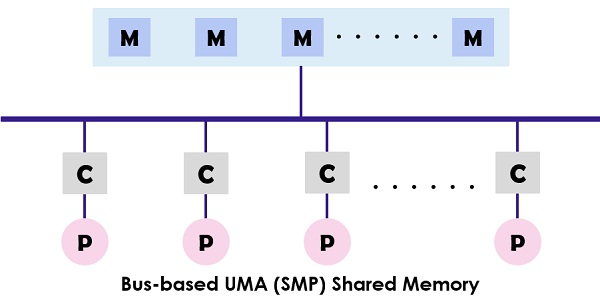 M M M . . . . . . M
C C C . . . . . . C
P P P P
Bus-based UMA (SMP) Shared Memory